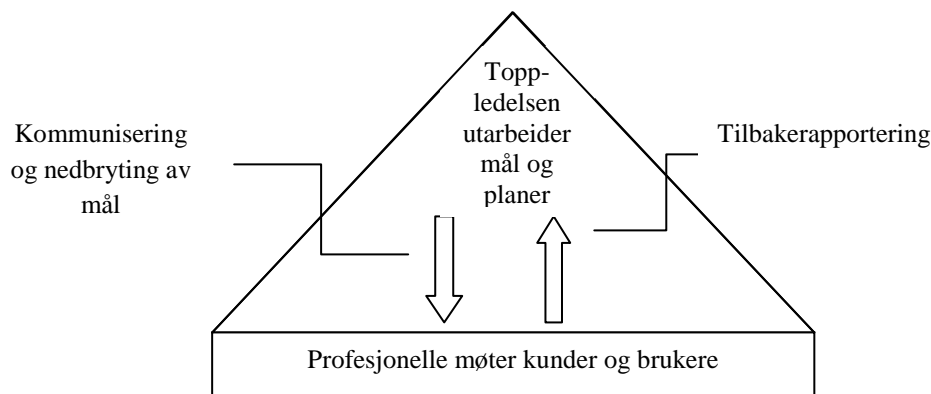 Topp-
ledelsen
utarbeider
mål og
planer
Kommunisering
og nedbryting av
mål
Tilbakerapportering
Profesjonelle møter kunder og brukere